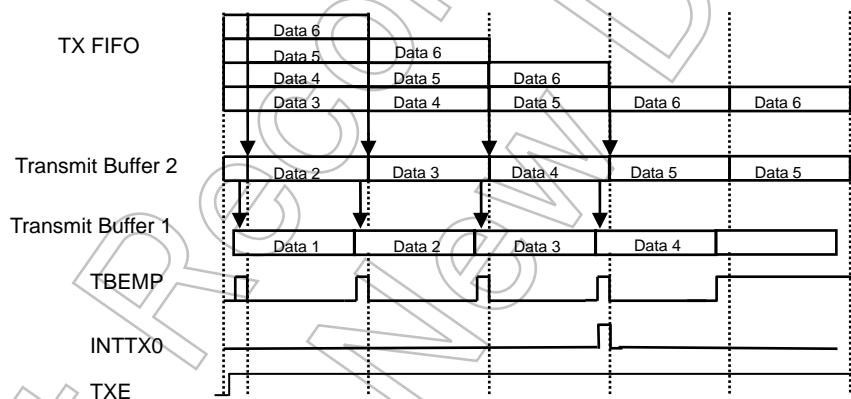 TX FIFO
Data 6
Data 5 Data 6
Data 4 Data 5 Data 6
Data 3 Data 4 Data 5 Data 6 Data 6
Transmit Buffer 2
Data 2 Data 3 Data 4 Data 5 Data 5
Transmit Buffer 1
Data 1 Data 2 Data 3 Data 4
TBEMP
INTTX0
TXE